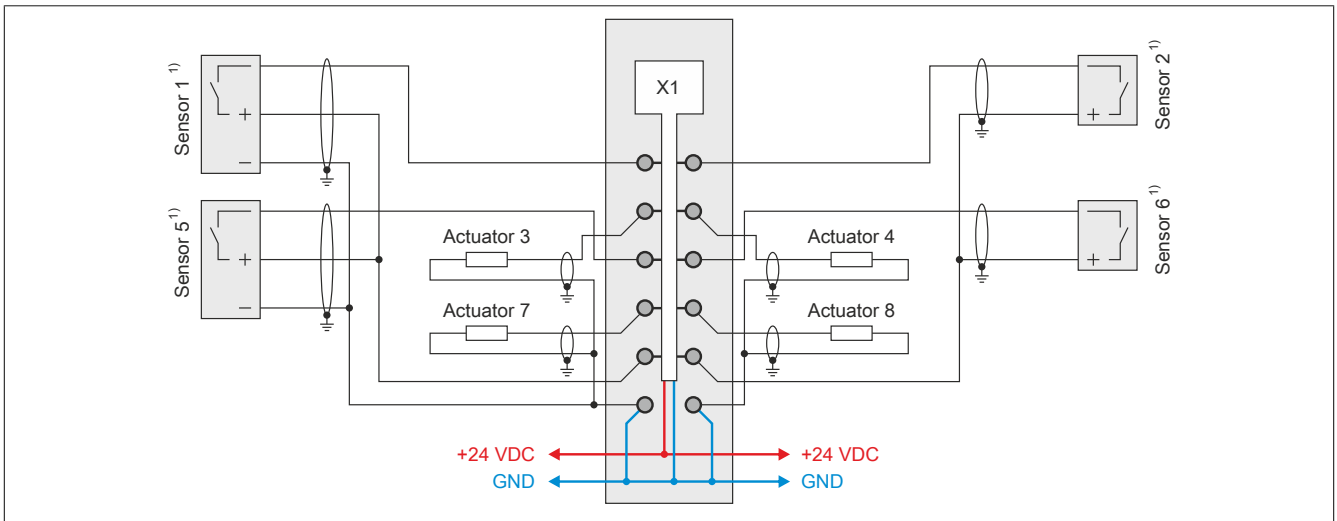 Sensor 1 1)
+
–
Sensor 5 1)
+
–
X1
Sensor 2 1)
+
Sensor 6 1)
+
Actuator 3
Actuator 4
Actuator 7
Actuator 8
+24 VDC
+24 VDC
GND
GND